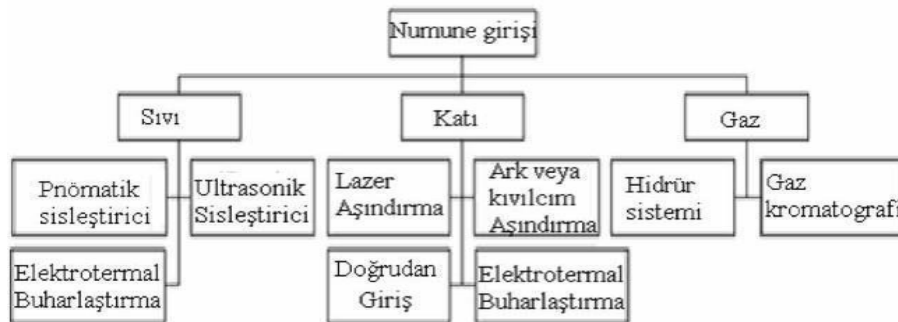 Numune girişi
Sıvı
Katı
Gaz
Pnömatik
sisleştirici
Ultrasonik
Sisleştirici
Lazer
Aşındırma
Ark veya
kıvılcım
Aşındırma
Hidrür
sistemi
Gaz
kromatografi
Elektrotermal
Buharlaştırma
Doğrudan
Giriş
Elektrotermal
Buharlaştırma